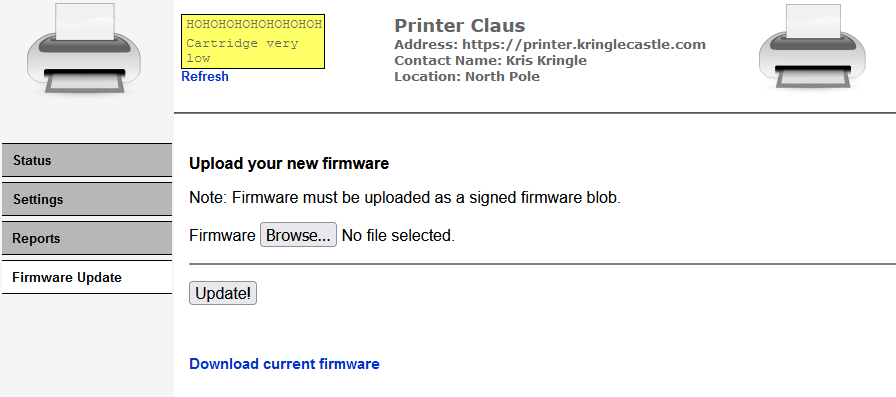 HOHOHOHOHOHOHOHOH
Cartridge very
low
Refresh
Printer Claus
Address: https://printer.kringlecastle.com
Contact Name: Kris Kringle
Location: North Pole
Status
Settings
Reports
Firmware Update
Upload your new firmware
Note: Firmware must be uploaded as a signed firmware blob.
Firmware Browse... No file selected.
Update!
Download current firmware